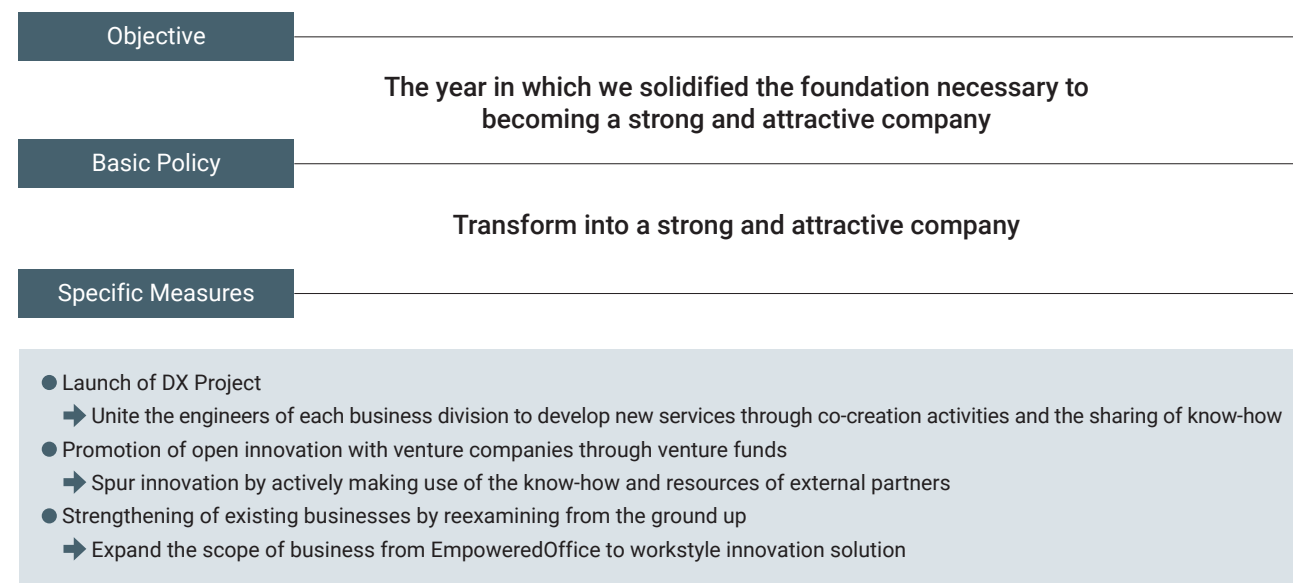 Objective
The year in which we solidified the foundation necessary to
becoming a strong and attractive company
Basic Policy
Transform into a strong and attractive company
Specific Measures
● Launch of DX Project
➡ Unite the engineers of each business division to develop new services through co-creation activities and the sharing of know-how
● Promotion of open innovation with venture companies through venture funds
➡ Spur innovation by actively making use of the know-how and resources of external partners
● Strengthening of existing businesses by reexamining from the ground up
➡ Expand the scope of business from EmpoweredOffice to workstyle innovation solution